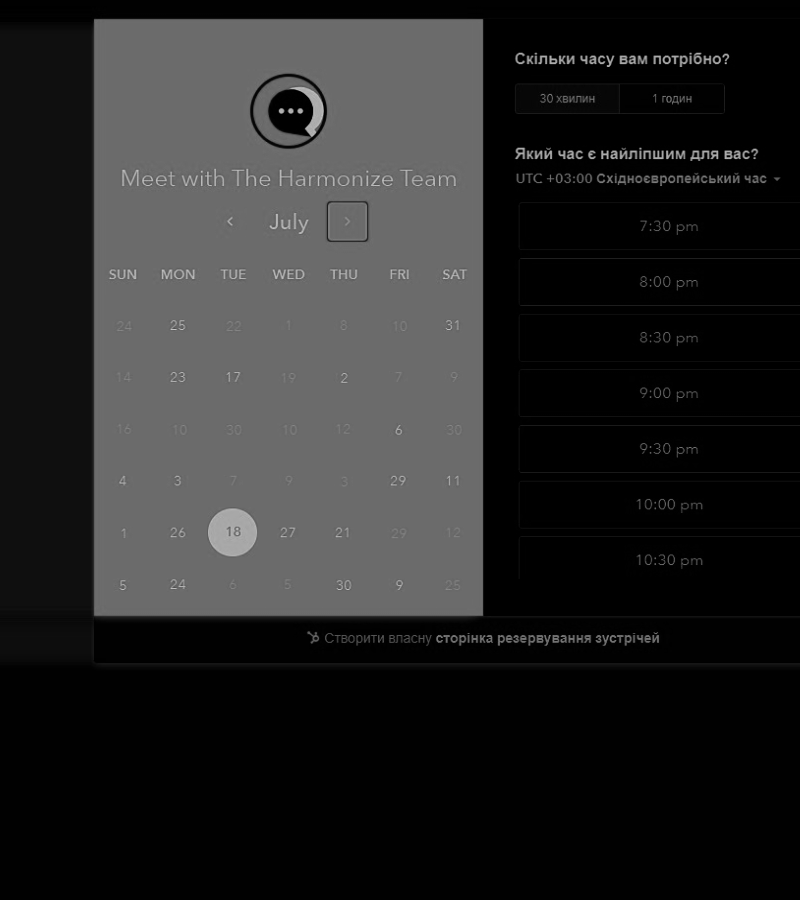 Meet with The Harmonize Team
July
SUN MON TUE WED THU FRI SAT
24 25 22 1 8 10 31
14 23 17 19 2 7 9
16 10 30 10 12 6 30
4 3 7 9 3 29 11
1 26 18 27 21 29 12
5 24 6 5 30 9 25
Скільки часу вам потрібно?
30 хвилин 1 годин
Який час є найліпшим для вас?
UTC +03:00 Східноєвропейський час
7:30 pm
8:00 pm
8:30 pm
9:00 pm
9:30 pm
10:00 pm
10:30 pm
Створити власну сторінка резервування зустрічей